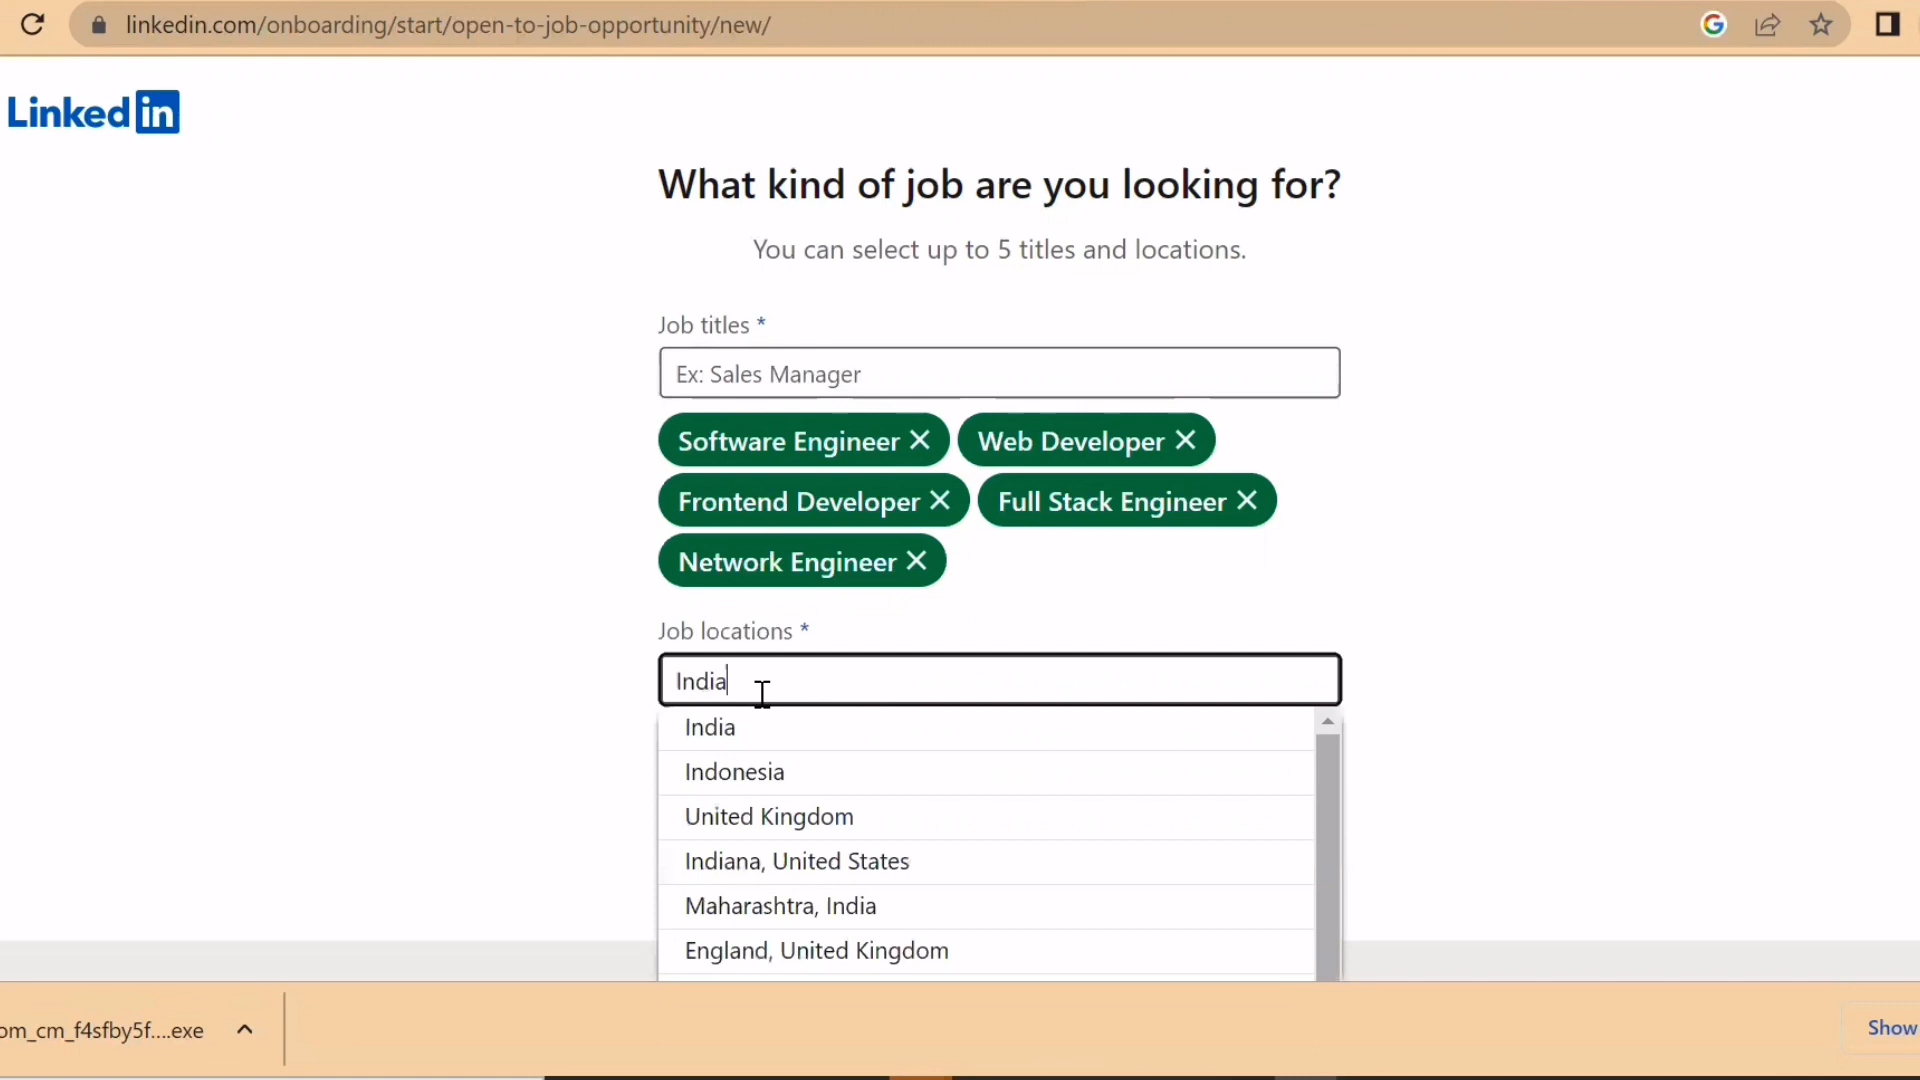 linkedin.com/onboarding/start/open-to-job-opportunity/new/
Linked in
What kind of job are you looking for?
You can select up to 5 titles and locations.
Job titles *
Ex: Sales Manager
Software Engineer ✕ Web Developer ✕
Frontend Developer ✕ Full Stack Engineer ✕
Network Engineer ✕
Job locations *
India
India
Indonesia
United Kingdom
Indiana, United States
Maharashtra, India
England, United Kingdom
om_cm_f4sfby5f....exe
Show